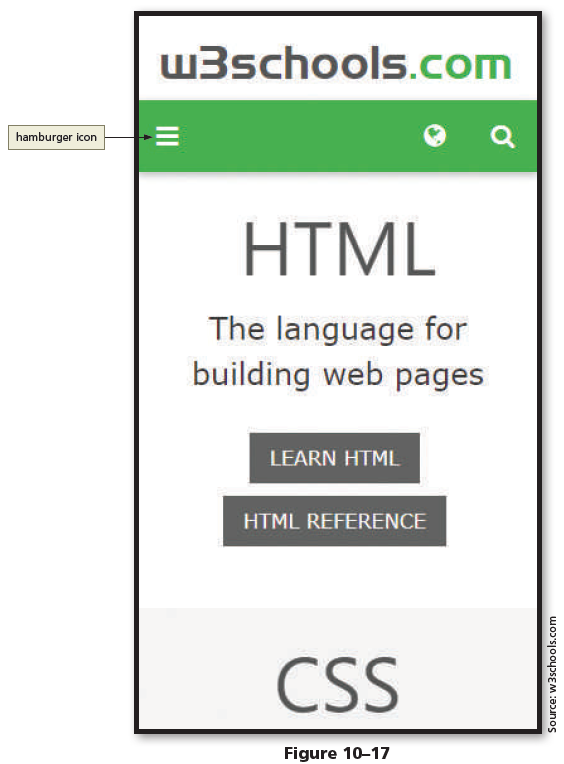 w3schools.com
hamburger icon
HTML
The language for
building web pages
LEARN HTML
HTML REFERENCE
CSS
Source: w3schools.com
Figure 10–17